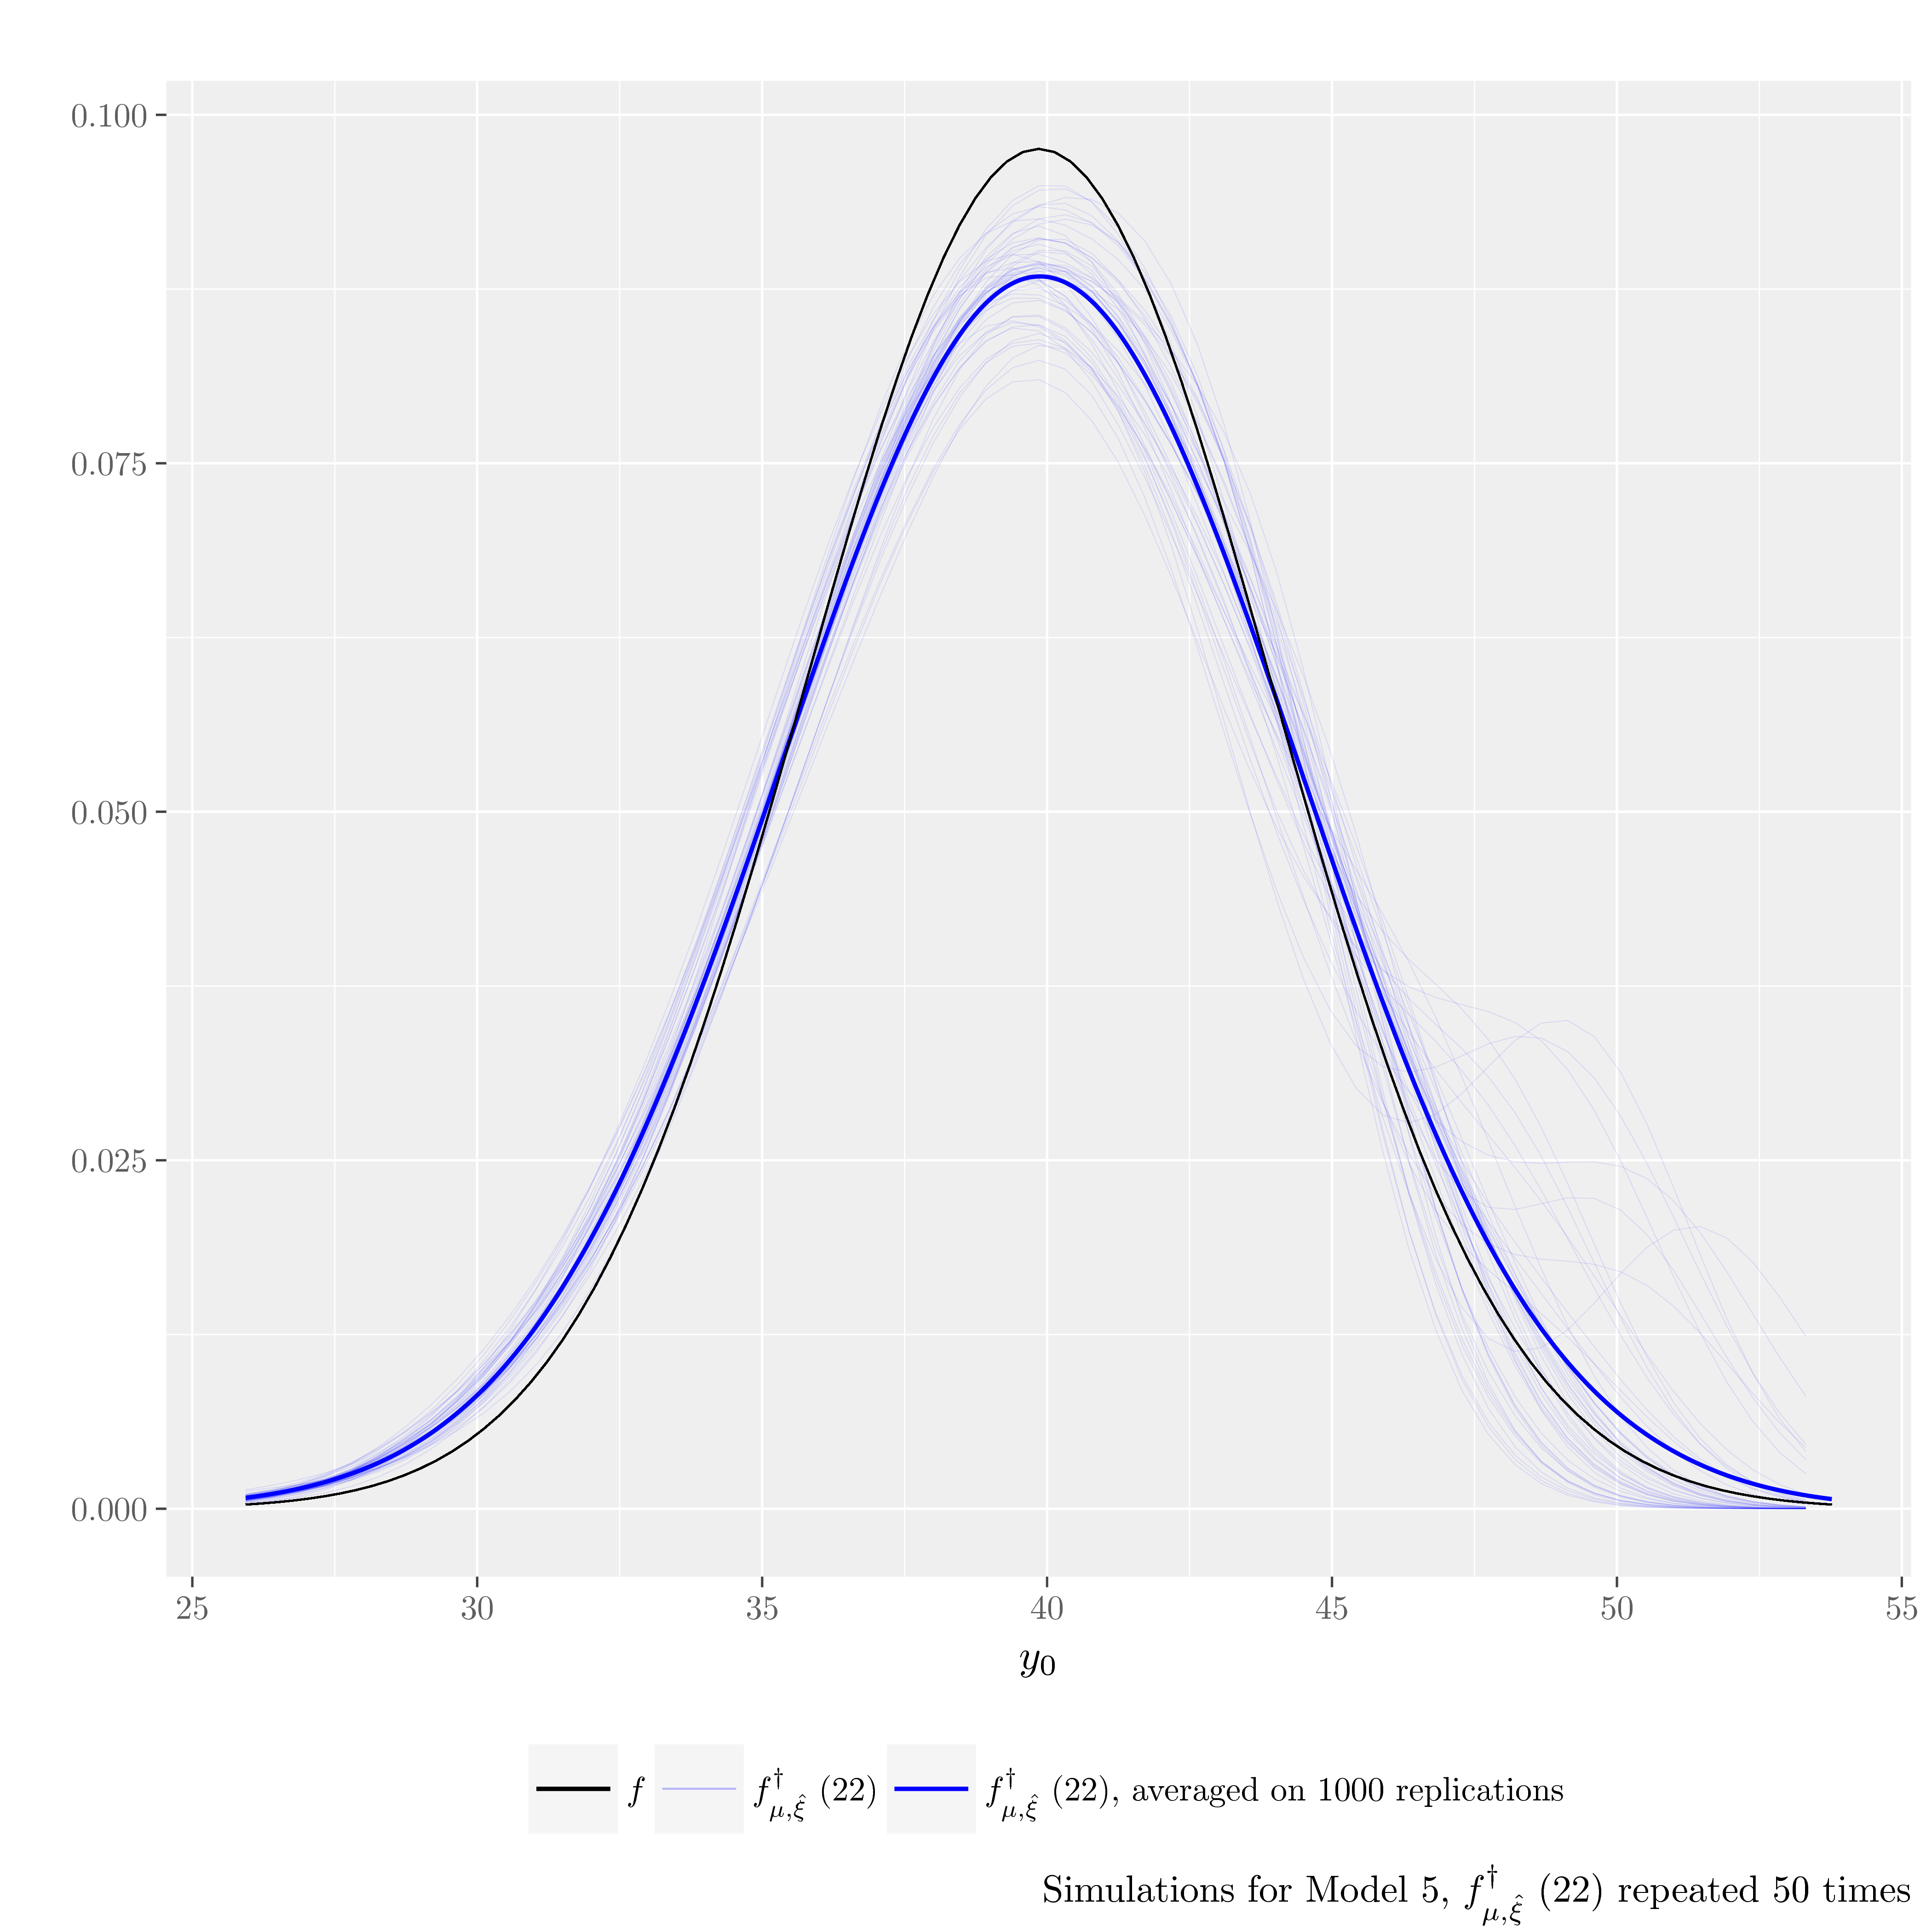 0.100
0.075
0.050
0.025
0.000
25 30 35 40 45 50 55
y₀
f f†μ,ξ̂ (22) f†μ,ξ̂ (22), averaged on 1000 replications
Simulations for Model 5, f†μ,ξ̂ (22) repeated 50 times